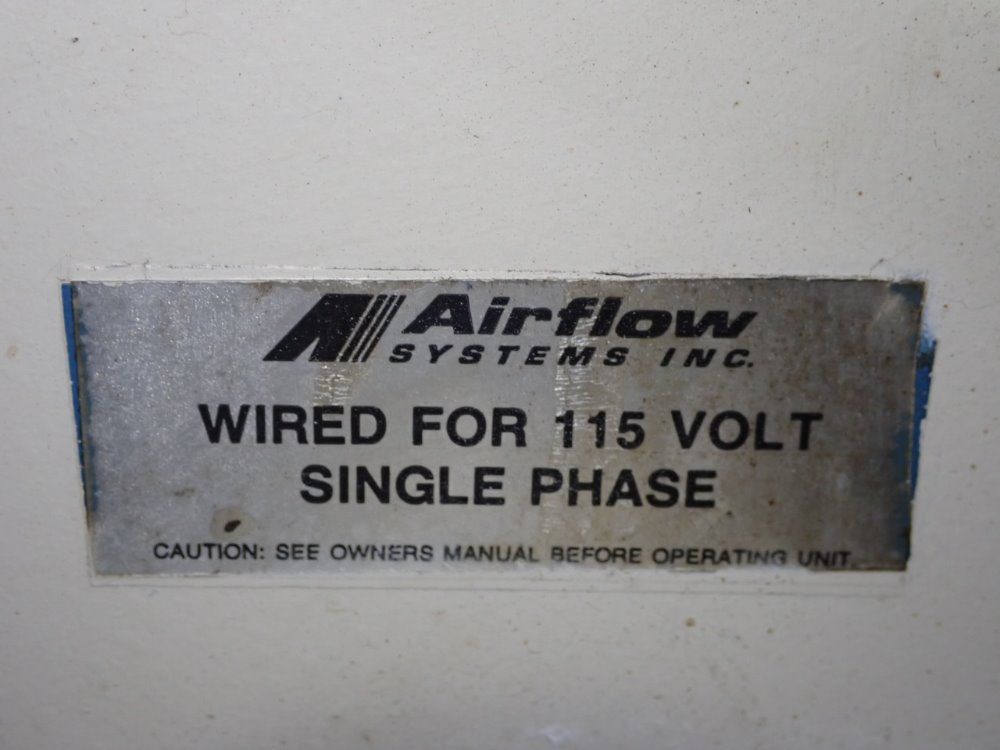 Airflow
SYSTEMS INC.
WIRED FOR 115 VOLT
SINGLE PHASE
CAUTION: SEE OWNERS MANUAL BEFORE OPERATING UNIT.